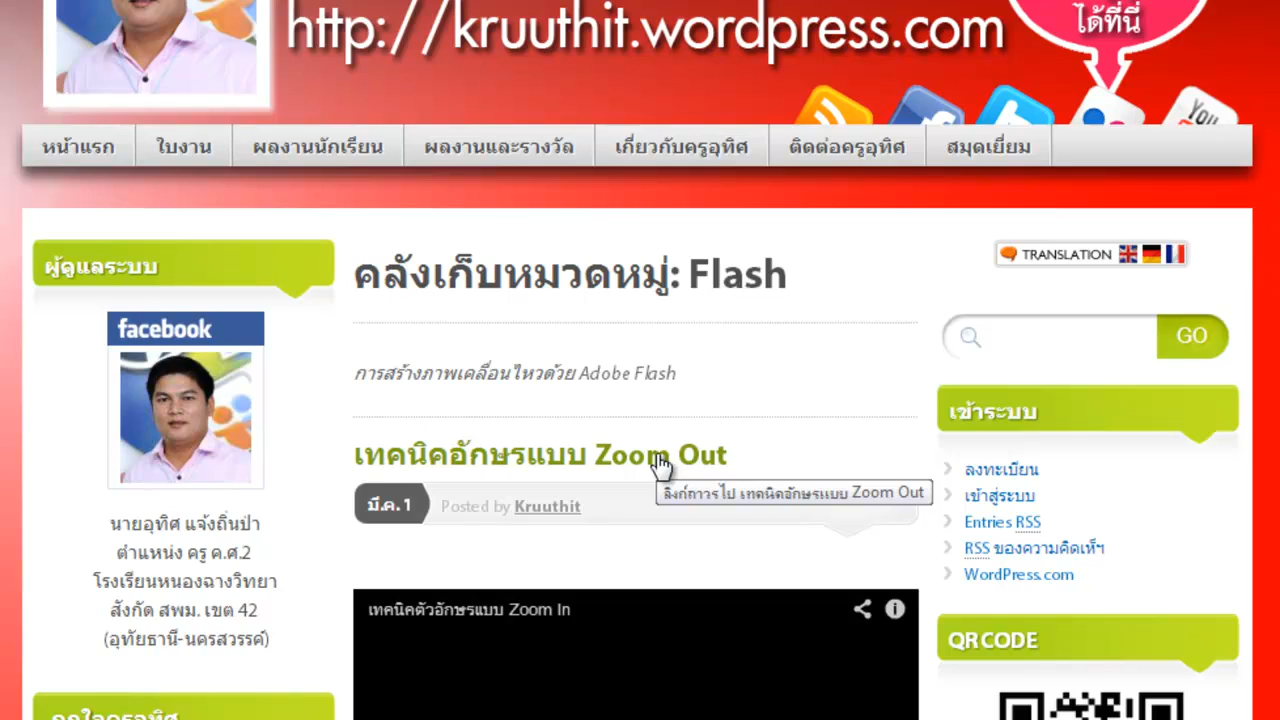 ได้ที่นี่
http://kruuthit.wordpress.com
You
หน้าแรก
ใบงาน
ผลงานนักเรียน
ผลงานและรางวัล
เกี่ยวกับครูอุทิศ
ติดต่อครูอุทิศ
สมุดเยี่ยม
ผู้ดูแลระบบ
facebook
นายอุทิศ แจ้งถิ่นป่า
ตำแหน่ง ครู ค.ศ.2
โรงเรียนหนองฉางวิทยา
สังกัด สพม. เขต 42
(อุทัยธานี-นครสวรรค์)
ถูกใจครูอุทิศ
คลังเก็บหมวดหมู่: Flash
การสร้างภาพเคลื่อนไหวด้วย Adobe Flash
เทคนิคอักษรแบบ Zoom Out
มี.ค. 1
Posted by Kruuthit
ลิงก์ถาวรไป เทคนิคอักษรแบบ Zoom Out
เทคนิคตัวอักษรแบบ Zoom In
TRANSLATION
GO
เข้าระบบ
ลงทะเบียน
เข้าสู่ระบบ
Entries RSS
RSS ของความคิดเห็นฯ
WordPress.com
QRCODE